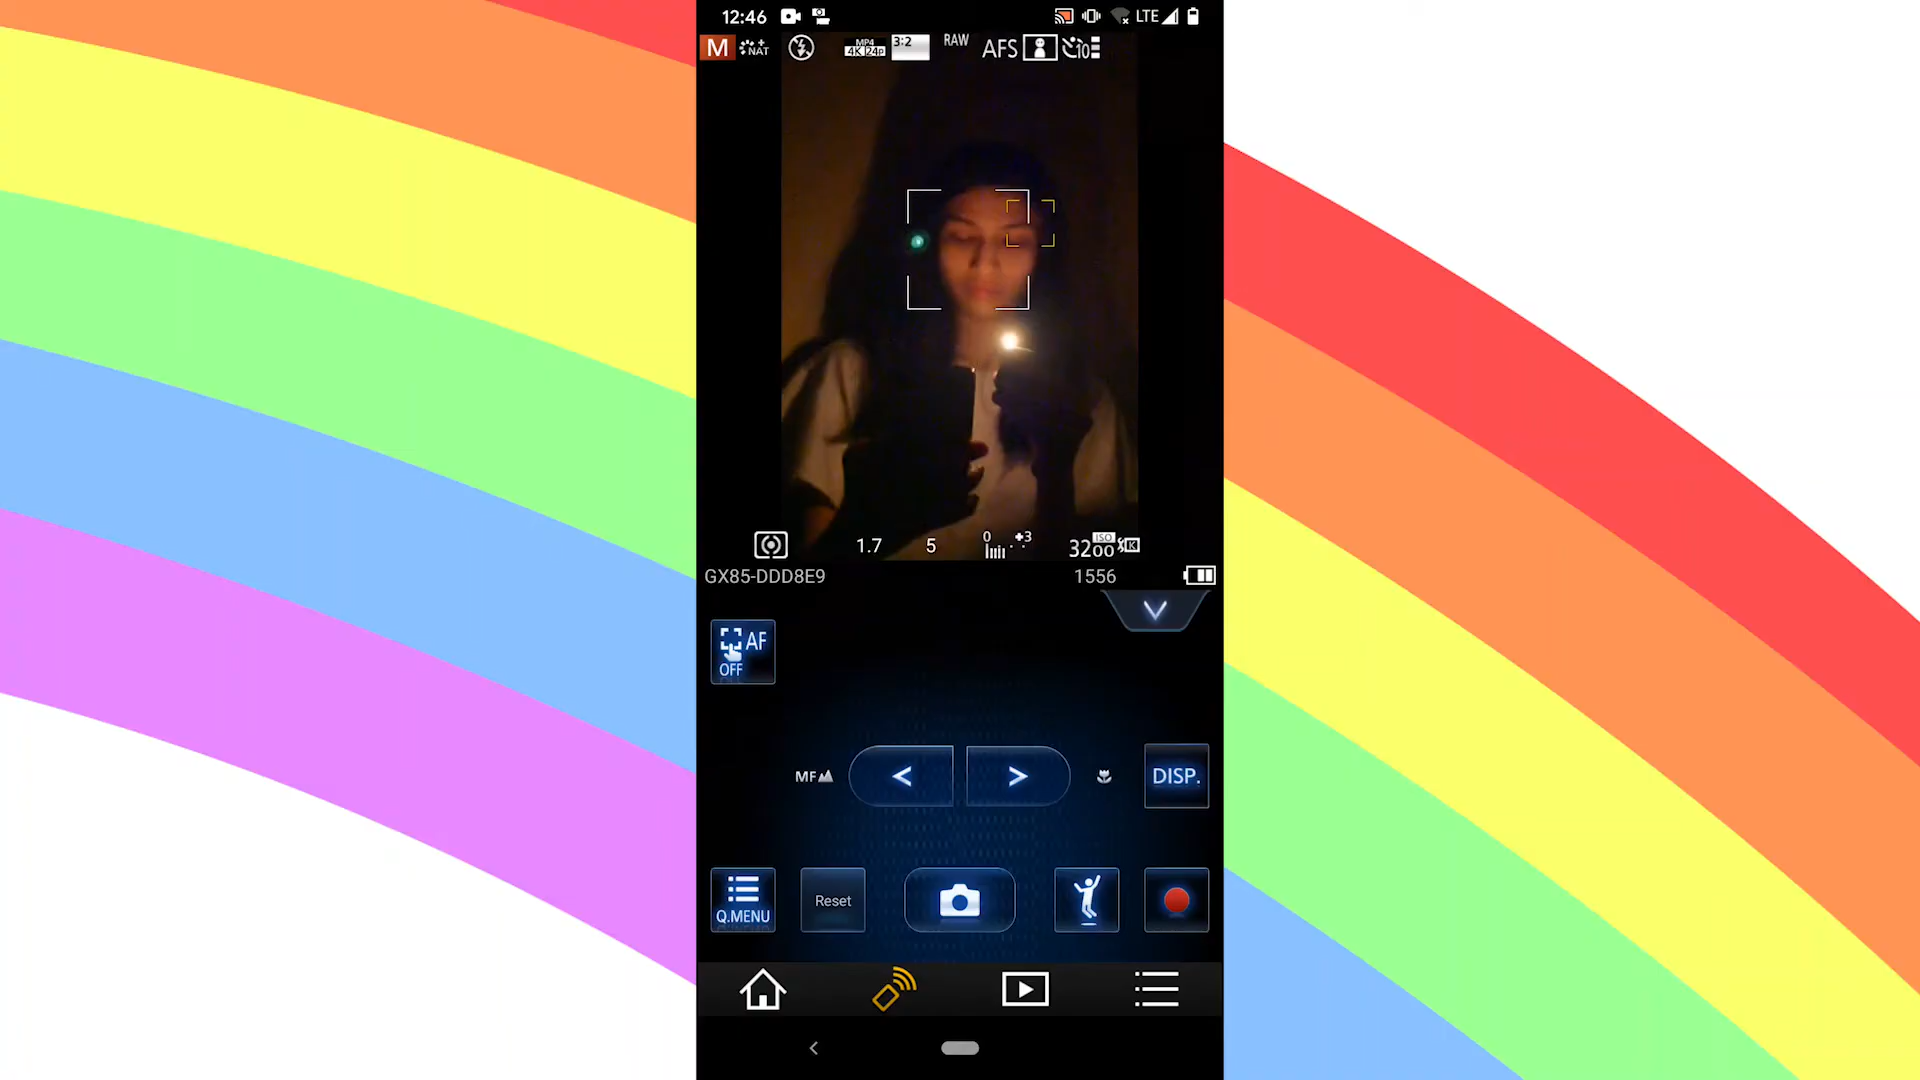 12:46 LTE
M NAT MP4 4K 24p 3:2 RAW AFS 10
1.7 5 0 +3 3200 ISO
GX85-DDD8E9 1556
AF
OFF
MF < > DISP.
Q.MENU Reset